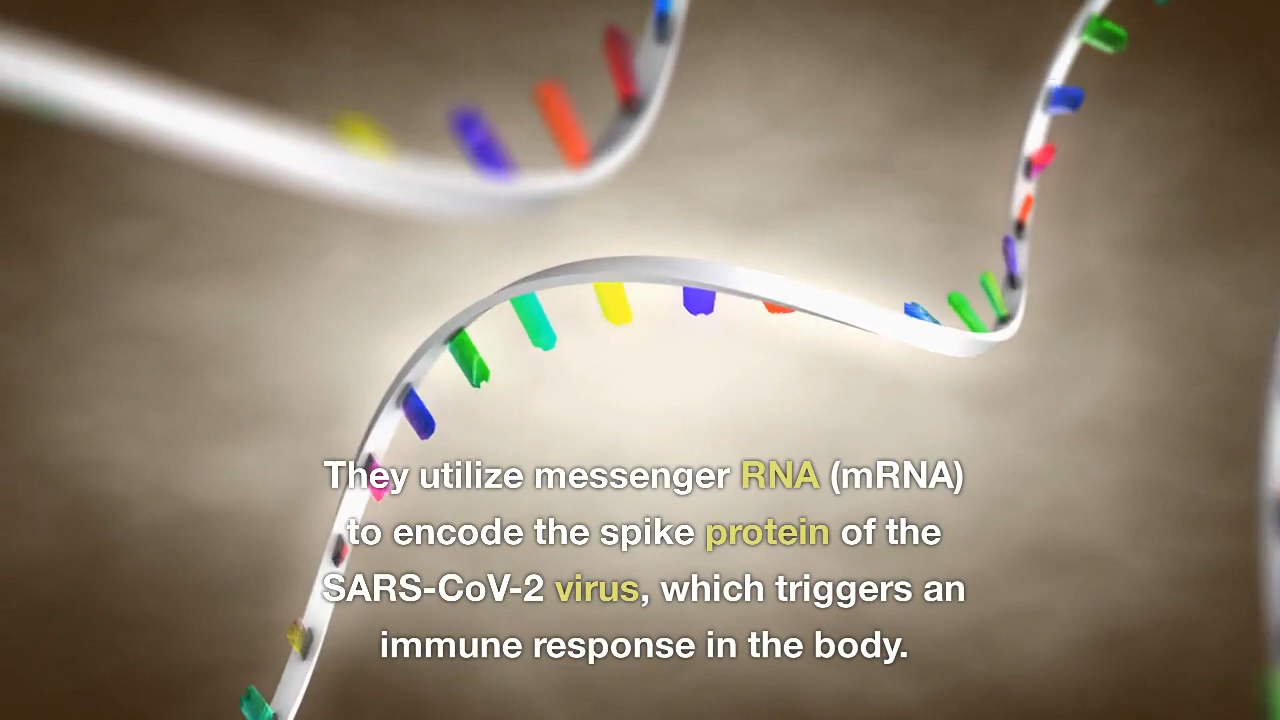 They utilize messenger RNA (mRNA)
to encode the spike protein of the
SARS-CoV-2 virus, which triggers an
immune response in the body.